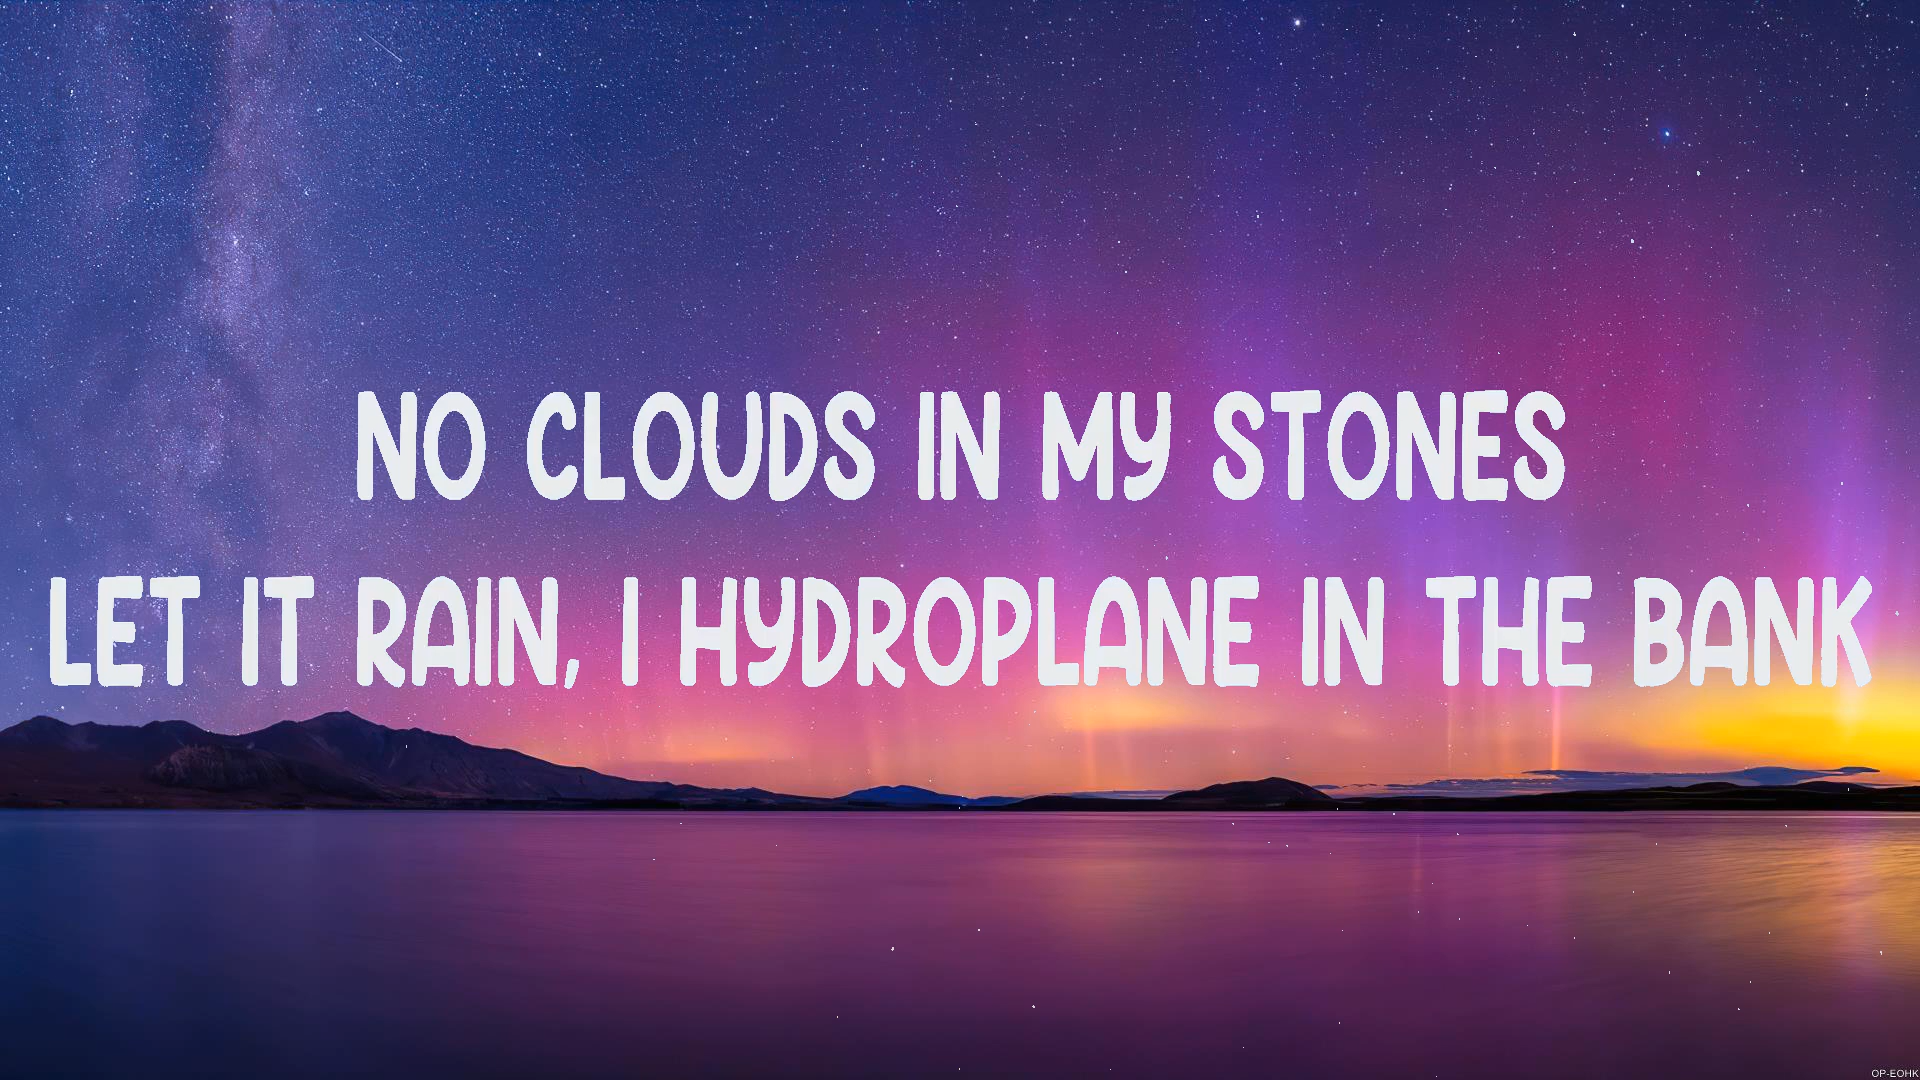 NO CLOUDS IN MY STONES
LET IT RAIN, I HYDROPLANE IN THE BANK
OP-EOHK